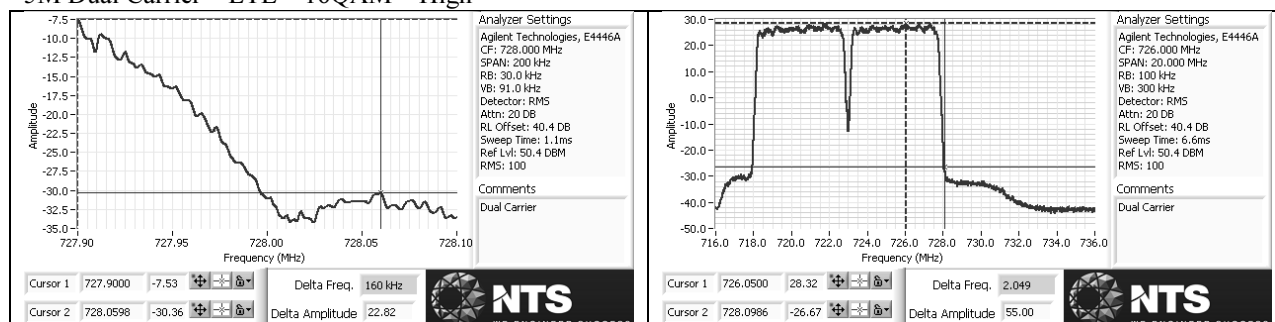 5M Dual Carrier – LTE – 16QAM – High
-7.5
-10.0
-12.5
-15.0
-17.5
-20.0
-22.5
-25.0
-27.5
-30.0
-32.5
-35.0
Amplitude
727.90 727.95 728.00 728.05 728.10
Frequency (MHz)
Analyzer Settings
Agilent Technologies, E4446A
CF: 728.000 MHz
SPAN: 200 kHz
RB: 30.0 kHz
VB: 91.0 kHz
Detector: RMS
Attn: 20 DB
RL Offset: 40.4 DB
Sweep Time: 1.1ms
Ref Lvl: 50.4 DBM
RMS: 100
Comments
Dual Carrier
Cursor 1 727.9000 -7.53
Cursor 2 728.0598 -30.36
Delta Freq. 160 kHz
Delta Amplitude 22.82
NTS
30.0
20.0
10.0
0.0
-10.0
-20.0
-30.0
-40.0
-50.0
Amplitude
716.0 718.0 720.0 722.0 724.0 726.0 728.0 730.0 732.0 734.0 736.0
Frequency (MHz)
Analyzer Settings
Agilent Technologies, E4446A
CF: 726.000 MHz
SPAN: 20.000 MHz
RB: 100 kHz
VB: 300 kHz
Detector: RMS
Attn: 20 DB
RL Offset: 40.4 DB
Sweep Time: 6.6ms
Ref Lvl: 50.4 DBM
RMS: 100
Comments
Dual Carrier
Cursor 1 726.0500 28.32
Cursor 2 728.0986 -26.67
Delta Freq. 2.049
Delta Amplitude 55.00
NTS